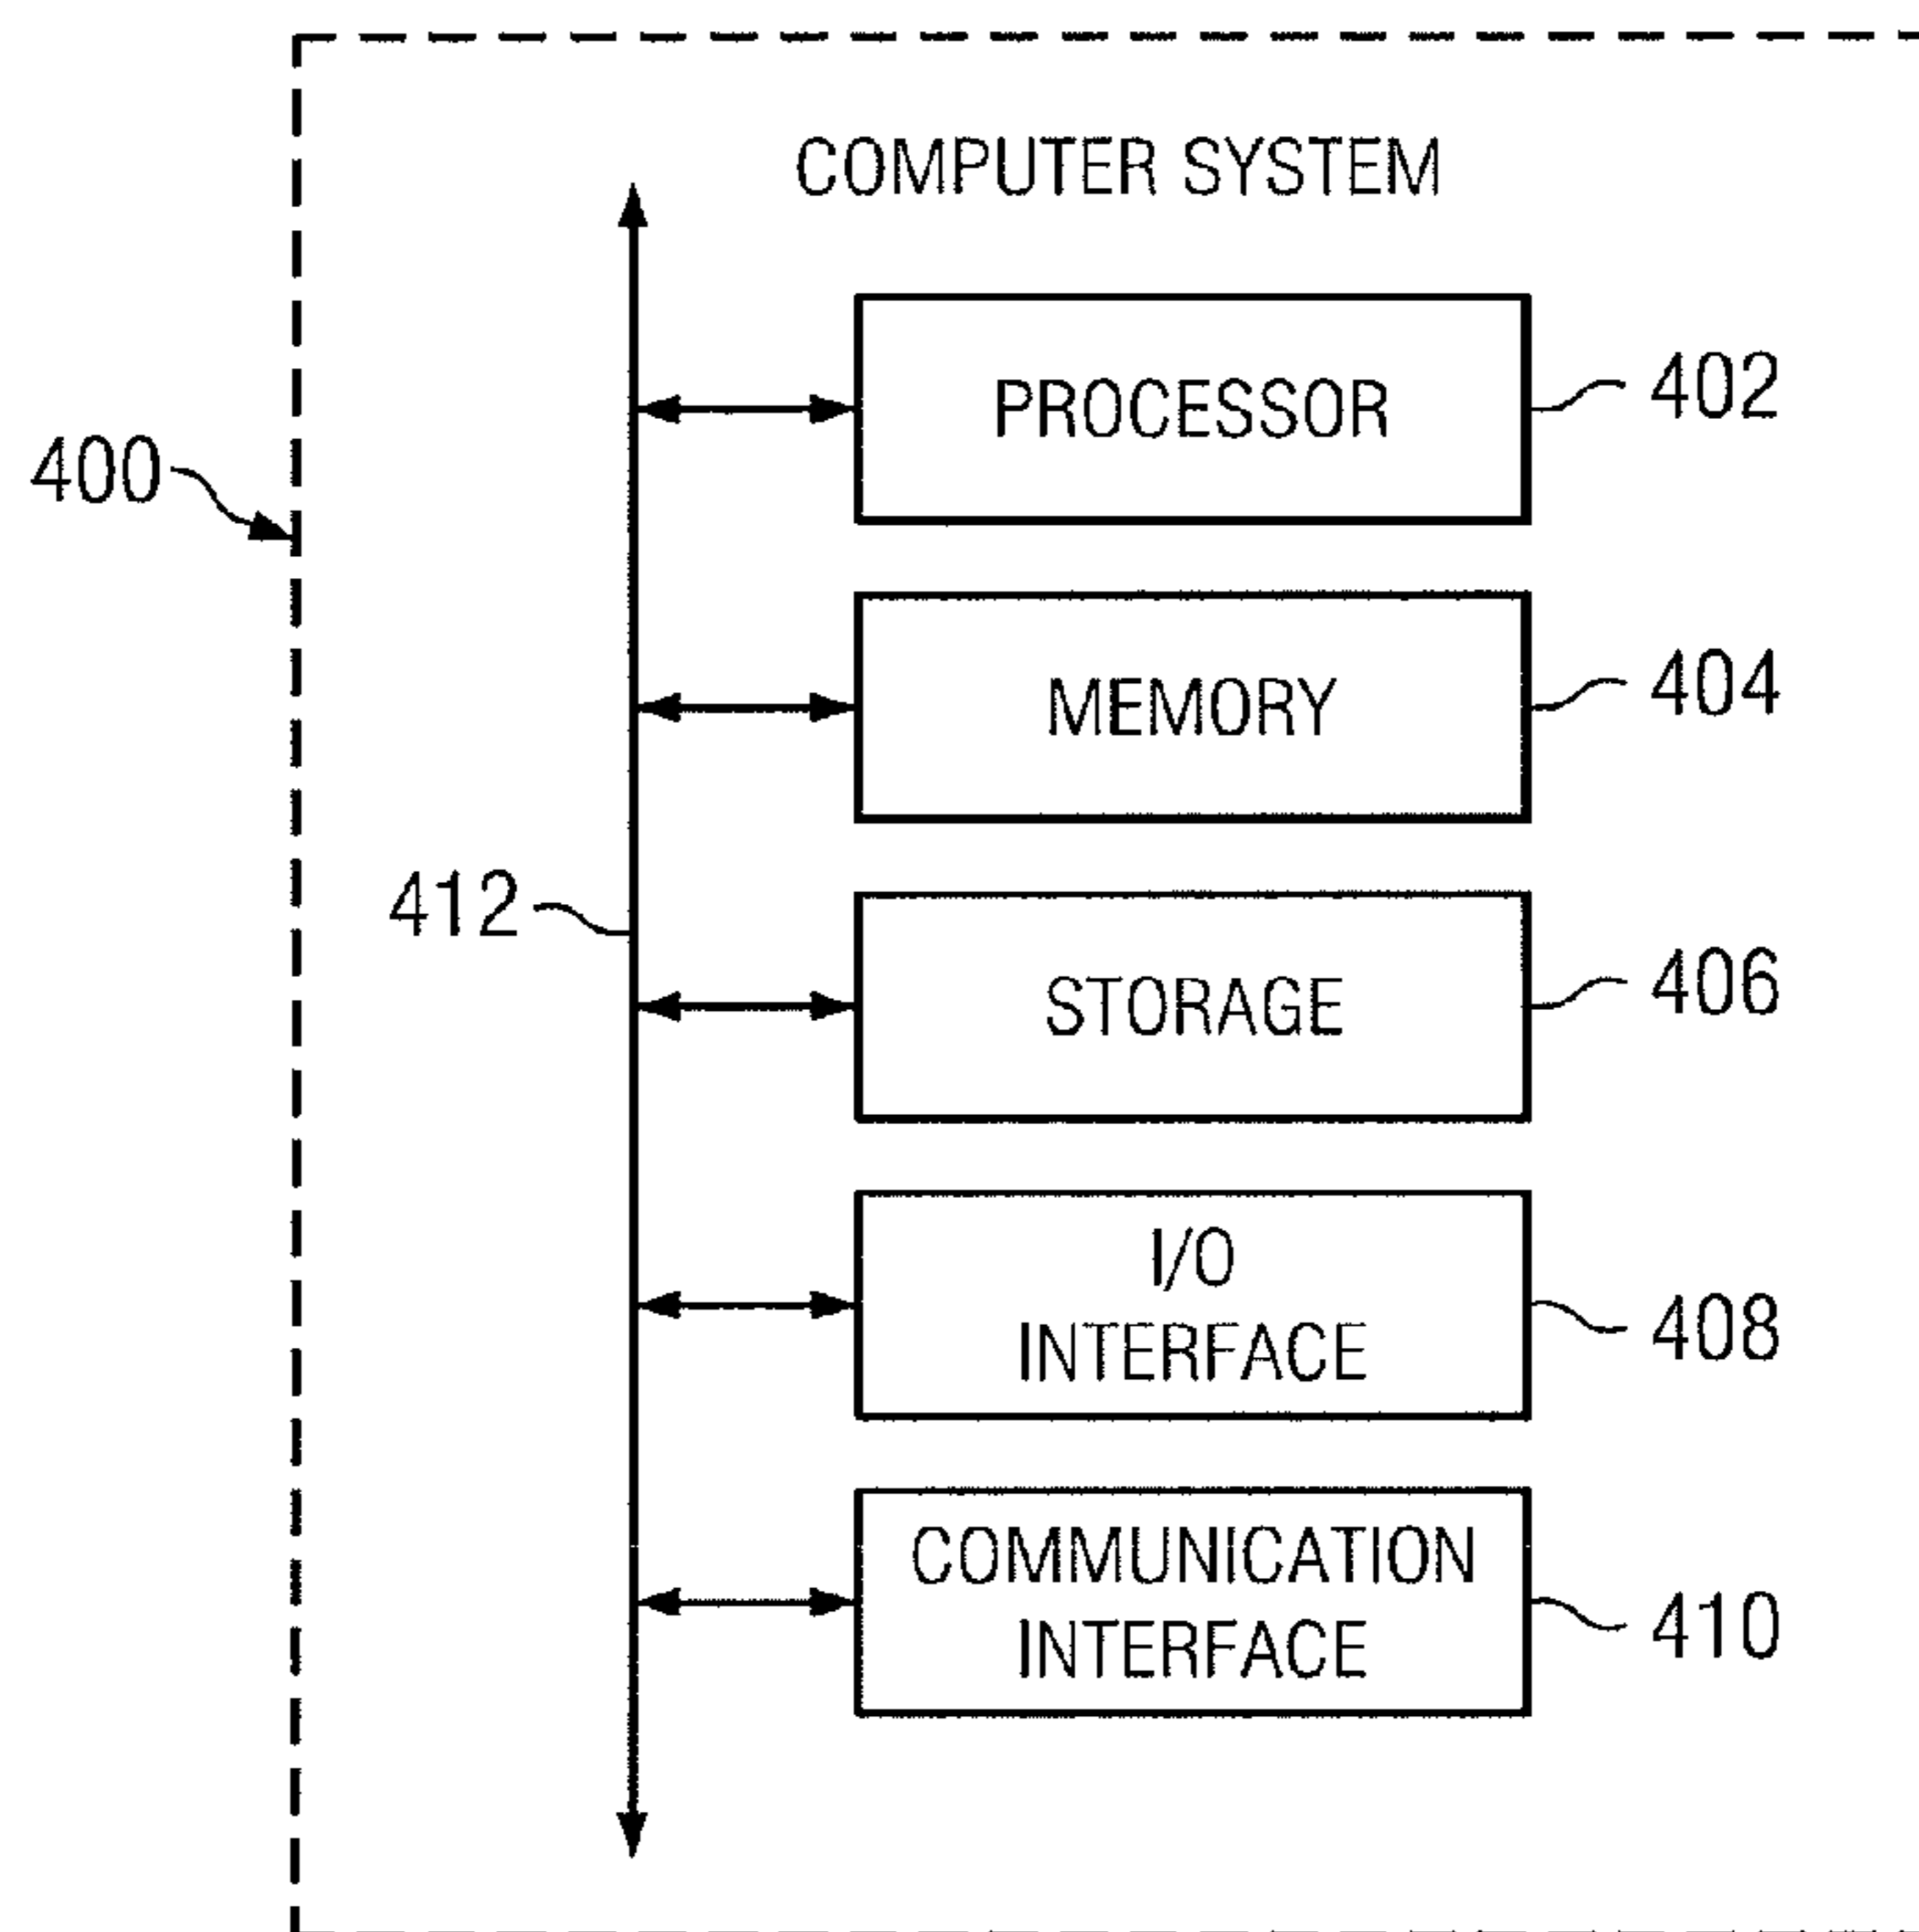 COMPUTER SYSTEM
PROCESSOR
402
400
MEMORY
404
412
STORAGE
406
I/O
INTERFACE
408
COMMUNICATION
INTERFACE
410